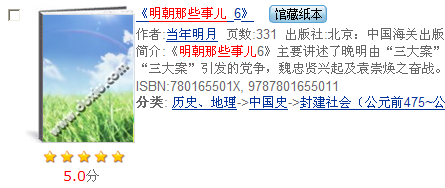 《明朝那些事儿 6》 馆藏纸本
作者:当年明月 页数:331 出版社:北京：中国海关出版
简介:《明朝那些事儿6》主要讲述了晚明由“三大案”
“三大案”引发的党争，魏忠贤兴起及袁崇焕之奋战。
ISBN:780165501X, 9787801655011
分类: 历史、地理->中国史->封建社会（公元前475~公
5.0分